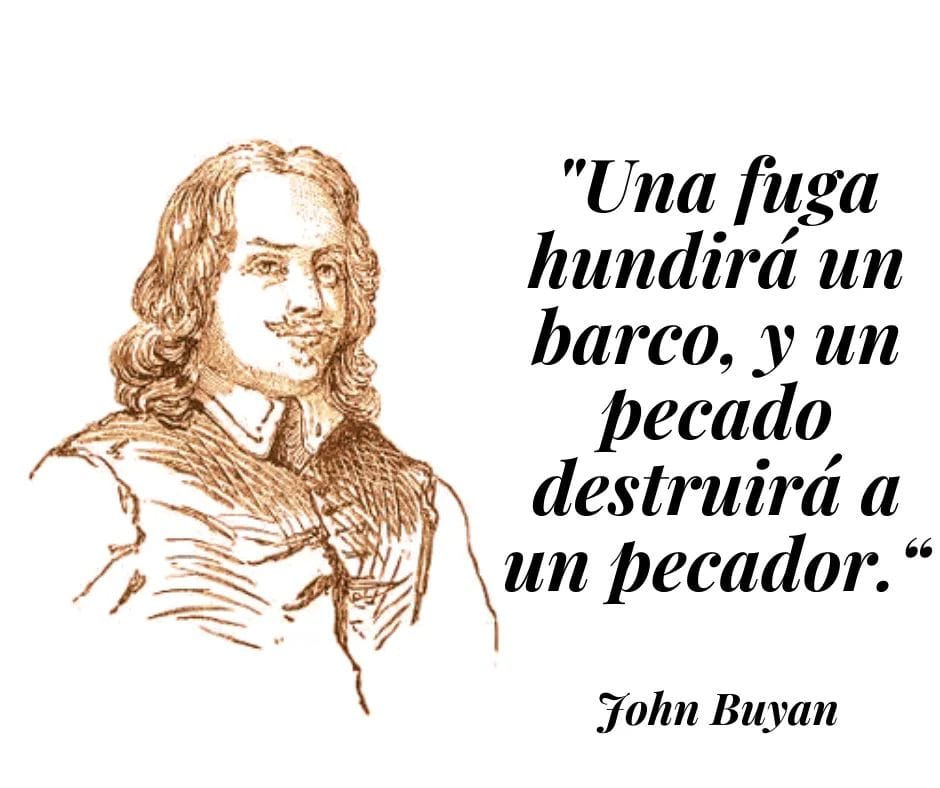 "Una fuga
hundirá un
barco, y un
pecado
destruirá a
un pecador.“
John Buyan